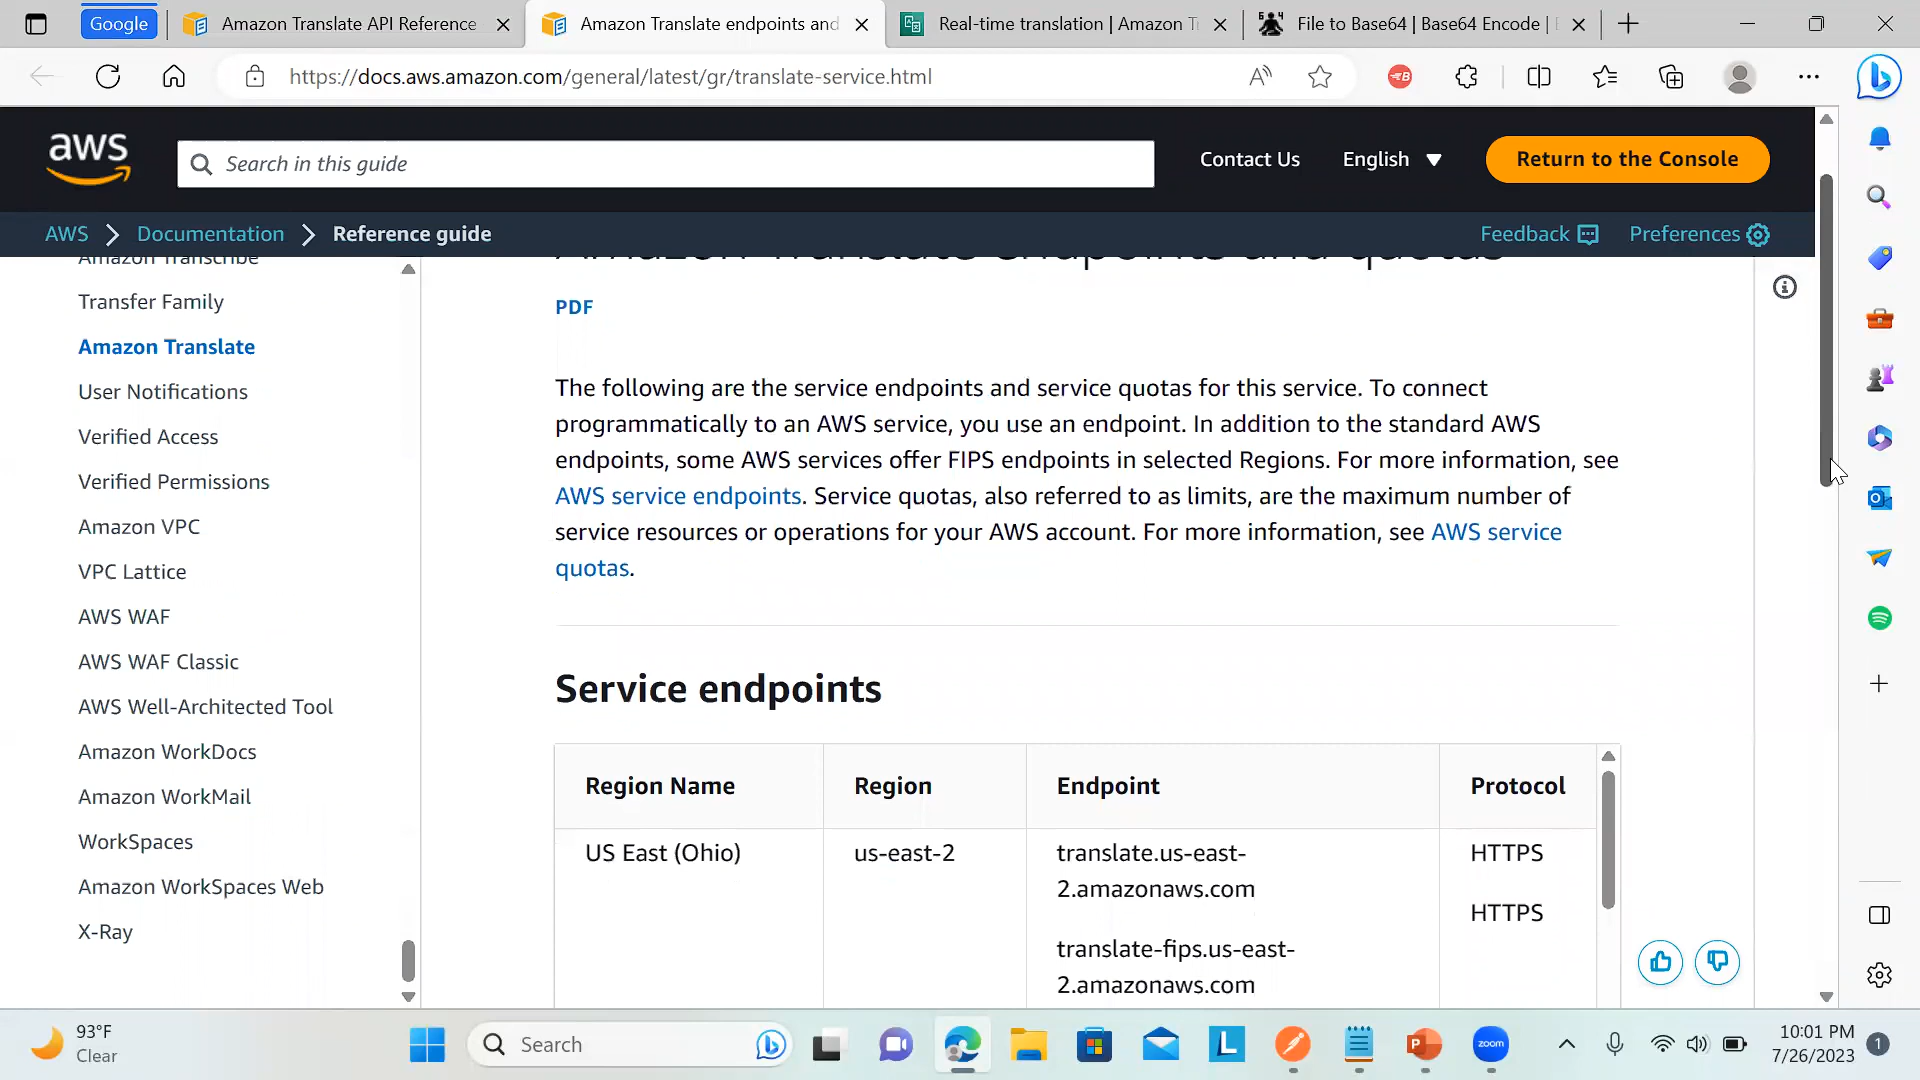 Google
Amazon Translate API Reference
Amazon Translate endpoints and
Real-time translation | Amazon T
File to Base64 | Base64 Encode |
https://docs.aws.amazon.com/general/latest/gr/translate-service.html
aws
Search in this guide
Contact Us
English
Return to the Console
AWS
Documentation
Reference guide
Feedback
Preferences
Amazon Transcribe
Transfer Family
Amazon Translate
User Notifications
Verified Access
Verified Permissions
Amazon VPC
VPC Lattice
AWS WAF
AWS WAF Classic
AWS Well-Architected Tool
Amazon WorkDocs
Amazon WorkMail
WorkSpaces
Amazon WorkSpaces Web
X-Ray
Amazon Translate endpoints and quotas
PDF
The following are the service endpoints and service quotas for this service. To connect
programmatically to an AWS service, you use an endpoint. In addition to the standard AWS
endpoints, some AWS services offer FIPS endpoints in selected Regions. For more information, see
AWS service endpoints. Service quotas, also referred to as limits, are the maximum number of
service resources or operations for your AWS account. For more information, see AWS service
quotas.
Service endpoints
Region Name
Region
Endpoint
Protocol
US East (Ohio)
us-east-2
translate.us-east-
2.amazonaws.com
translate-fips.us-east-
2.amazonaws.com
HTTPS
HTTPS
93°F
Clear
Search
zoom
10:01 PM
7/26/2023
1